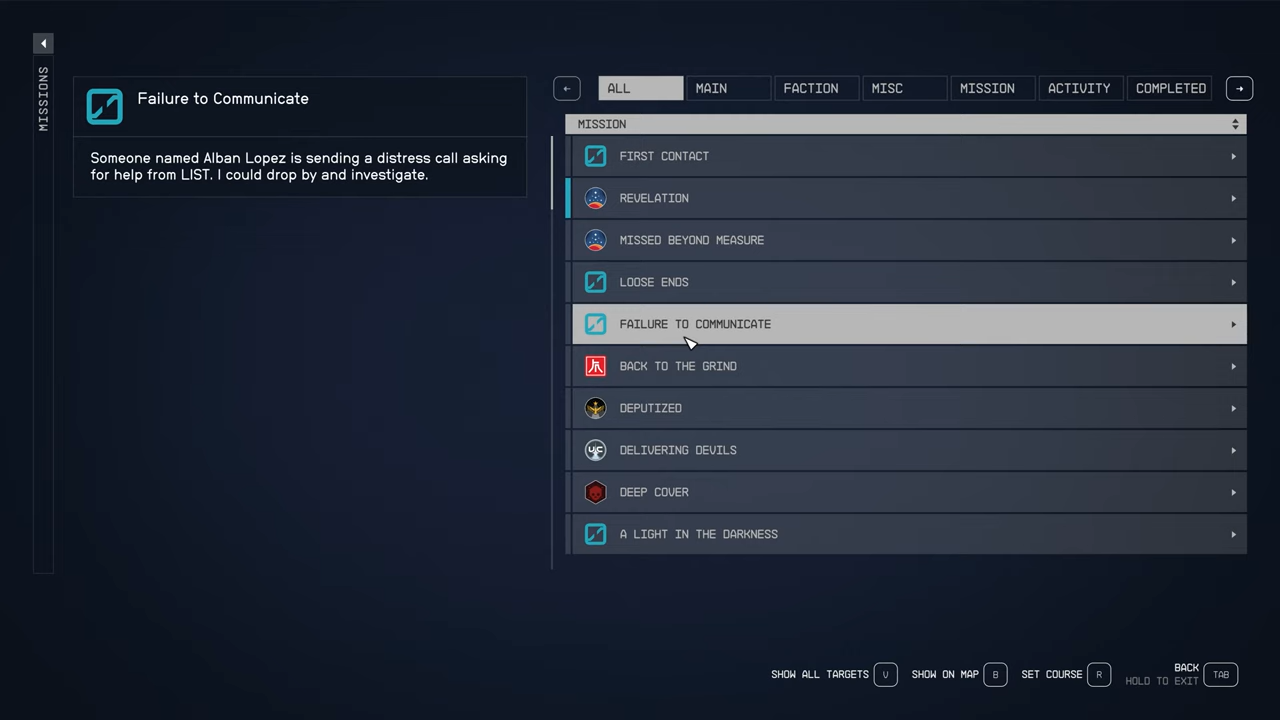 MISSIONS
Failure to Communicate
Someone named Alban Lopez is sending a distress call asking
for help from LIST. I could drop by and investigate.
ALL
MAIN
FACTION
MISC
MISSION
ACTIVITY
COMPLETED
MISSION
FIRST CONTACT
REVELATION
MISSED BEYOND MEASURE
LOOSE ENDS
FAILURE TO COMMUNICATE
BACK TO THE GRIND
DEPUTIZED
DELIVERING DEVILS
DEEP COVER
A LIGHT IN THE DARKNESS
SHOW ALL TARGETS V
SHOW ON MAP B
SET COURSE R
BACK
HOLD TO EXIT
TAB